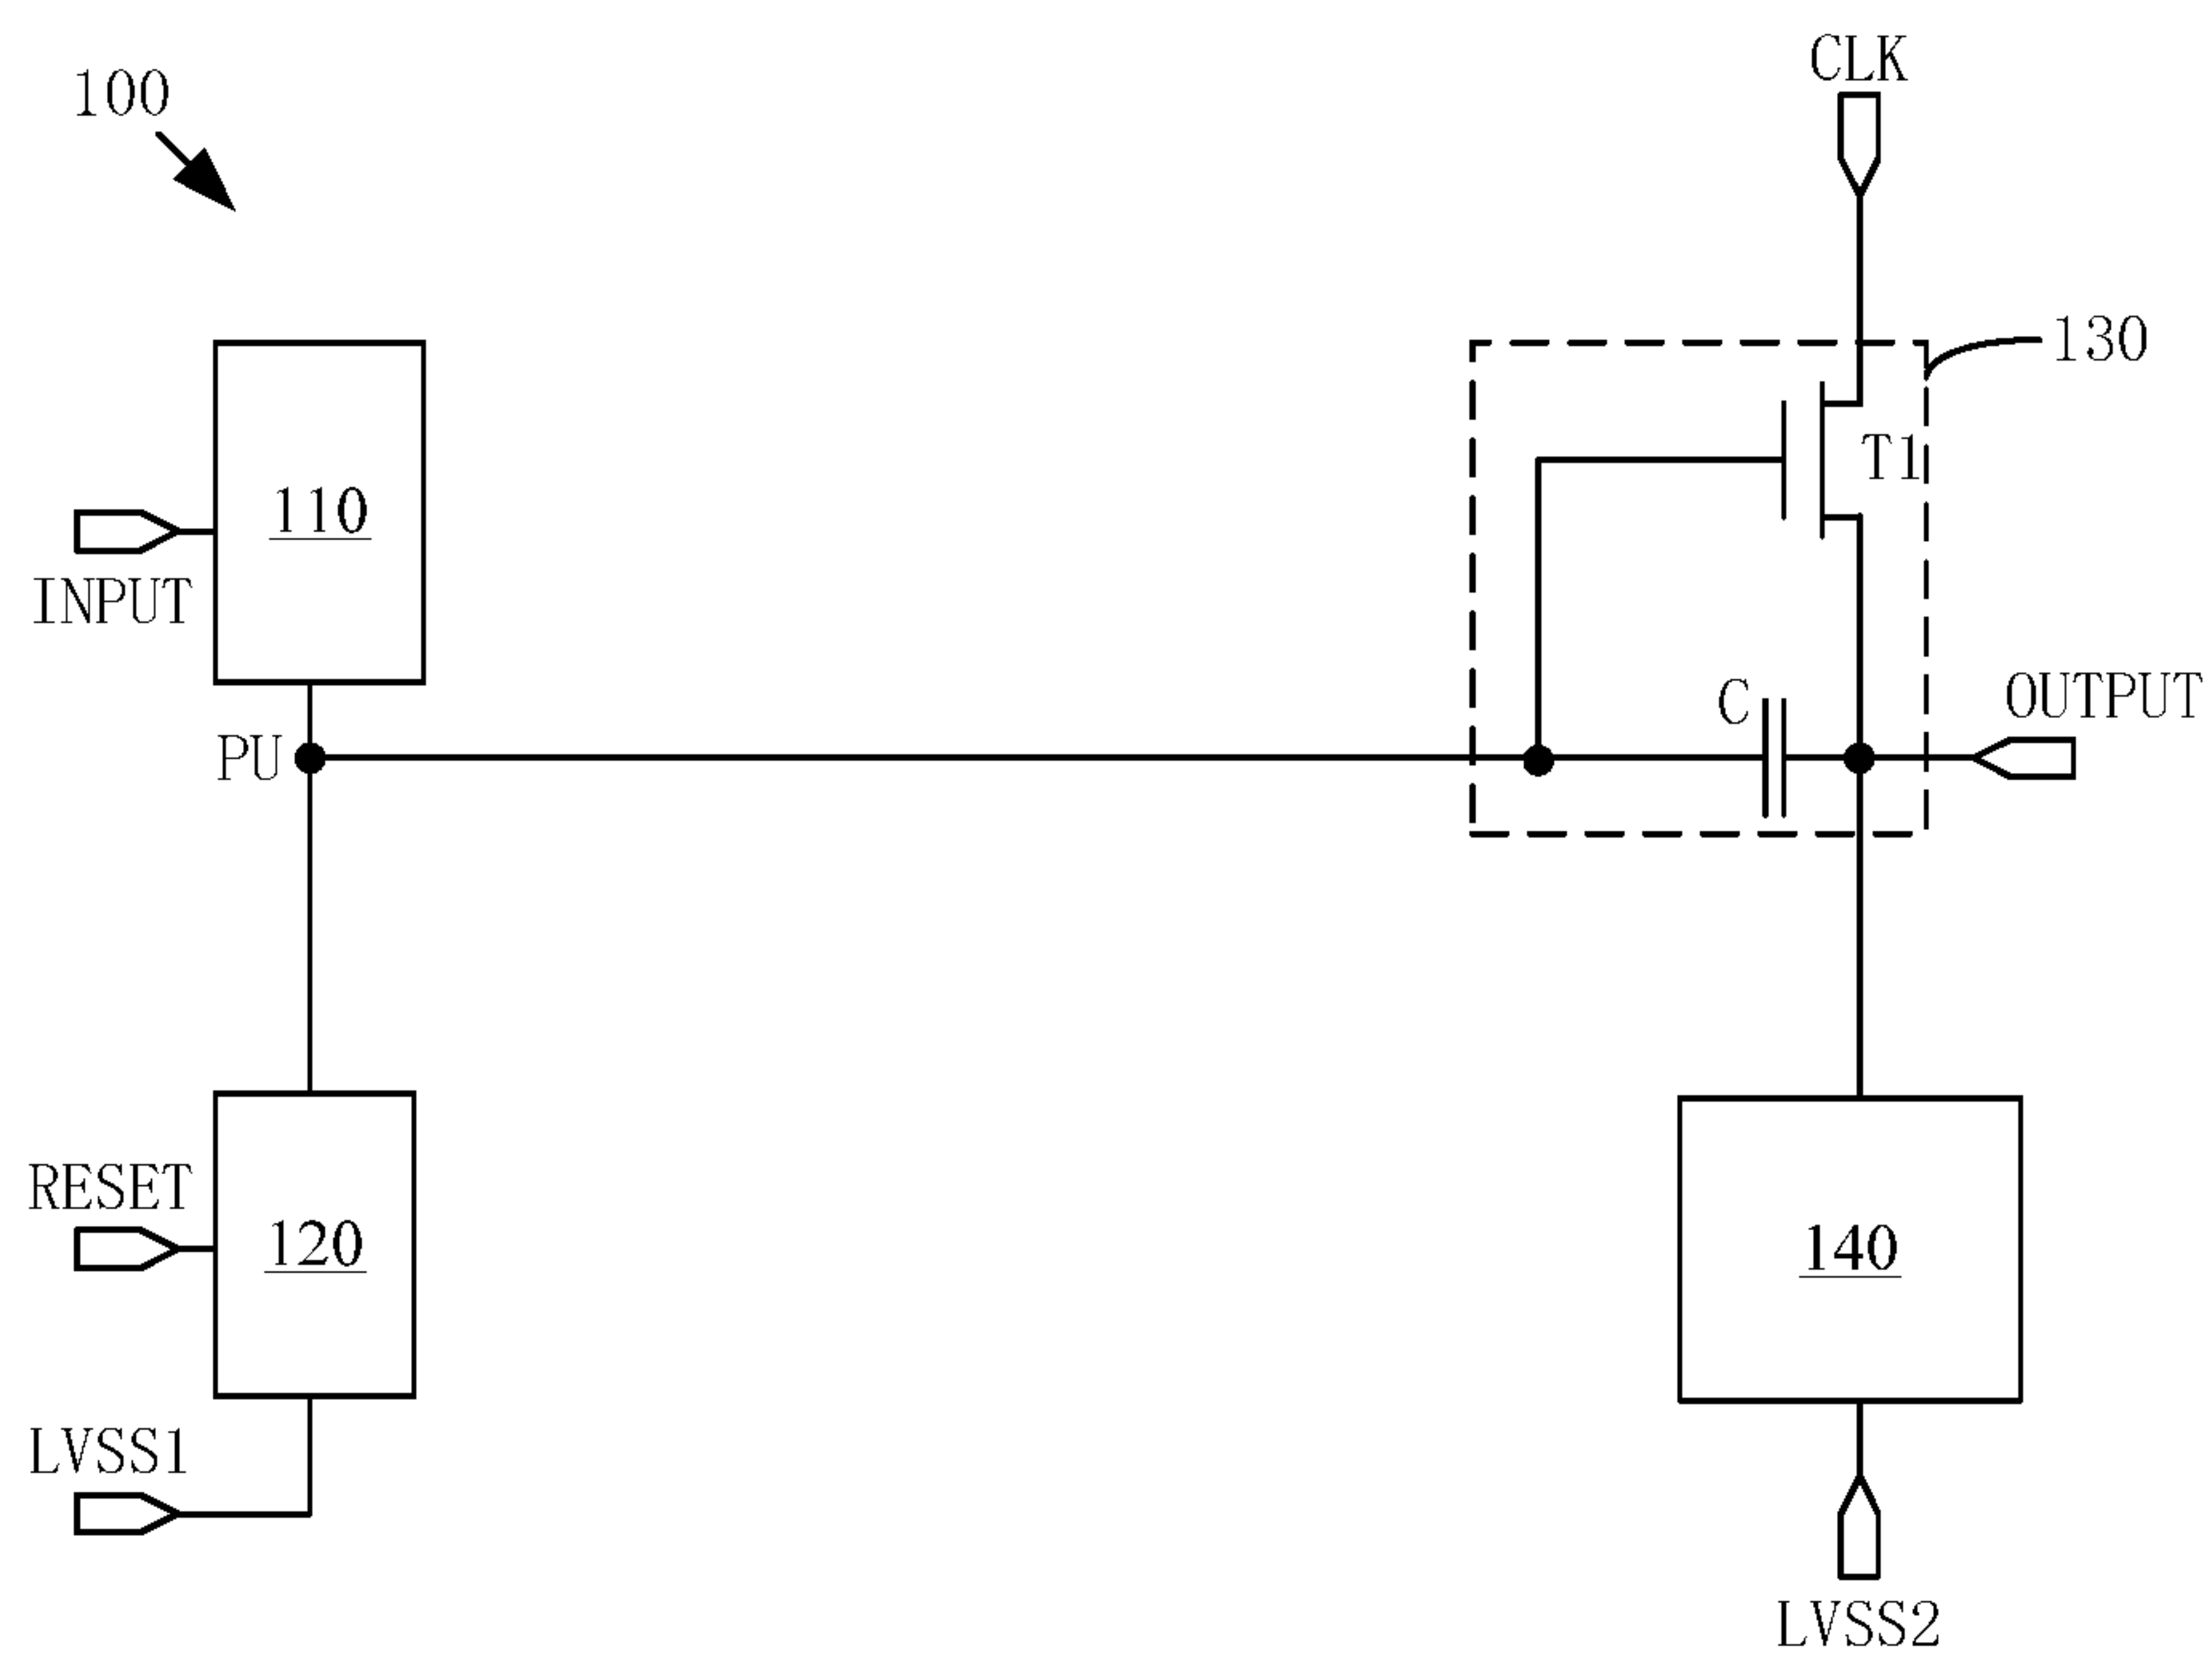 100
CLK
130
T1
110
INPUT
C
OUTPUT
PU
RESET
120
140
LVSS1
LVSS2